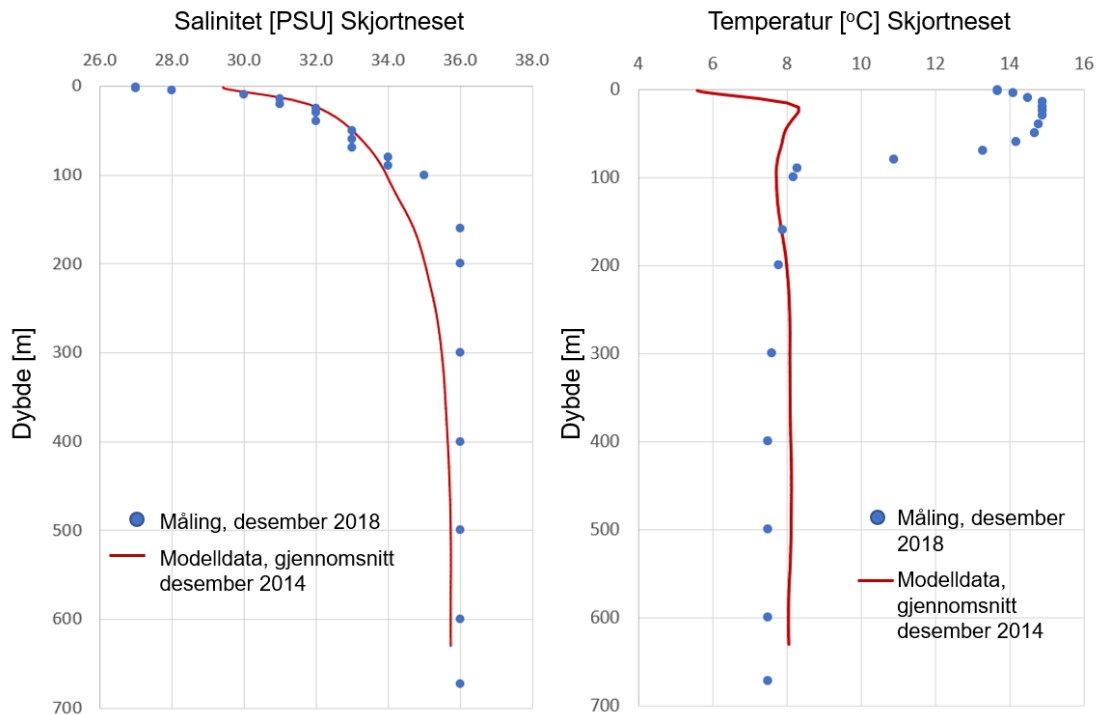 Salinitet [PSU] Skjortneset
26.0 28.0 30.0 32.0 34.0 36.0 38.0
0
100
200
300
400
500
600
700
Dybde [m]
Måling, desember 2018
Modelldata, gjennomsnitt
desember 2014
Temperatur [°C] Skjortneset
4 6 8 10 12 14 16
0
100
200
300
400
500
600
700
Dybde [m]
Måling, desember
2018
Modelldata,
gjennomsnitt
desember 2014